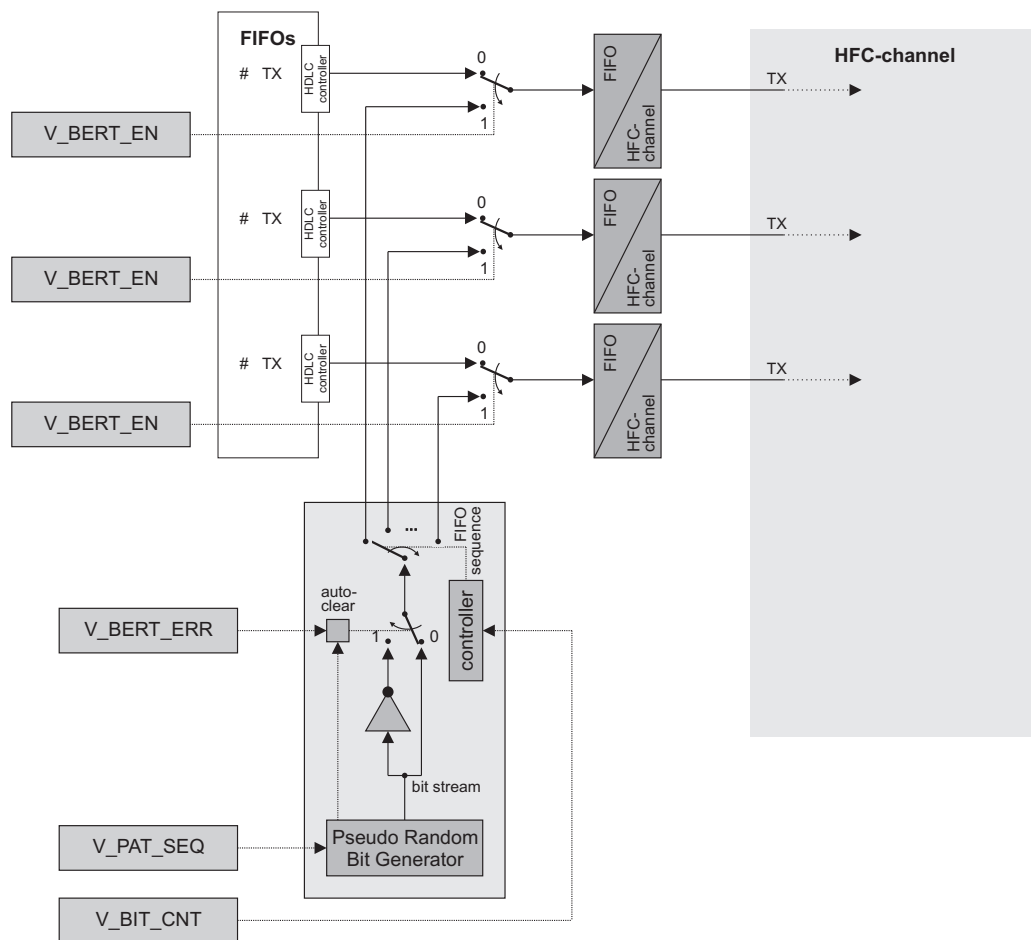 FIFOs
HFC-channel
# TX
HDLC
controller
0
1
FIFO
HFC-
channel
TX
V_BERT_EN
# TX
HDLC
controller
0
1
FIFO
HFC-
channel
TX
V_BERT_EN
# TX
HDLC
controller
0
1
FIFO
HFC-
channel
TX
V_BERT_EN
...
FIFO
sequence
auto-
clear
V_BERT_ERR
1
0
controller
bit stream
V_PAT_SEQ
Pseudo Random
Bit Generator
V_BIT_CNT